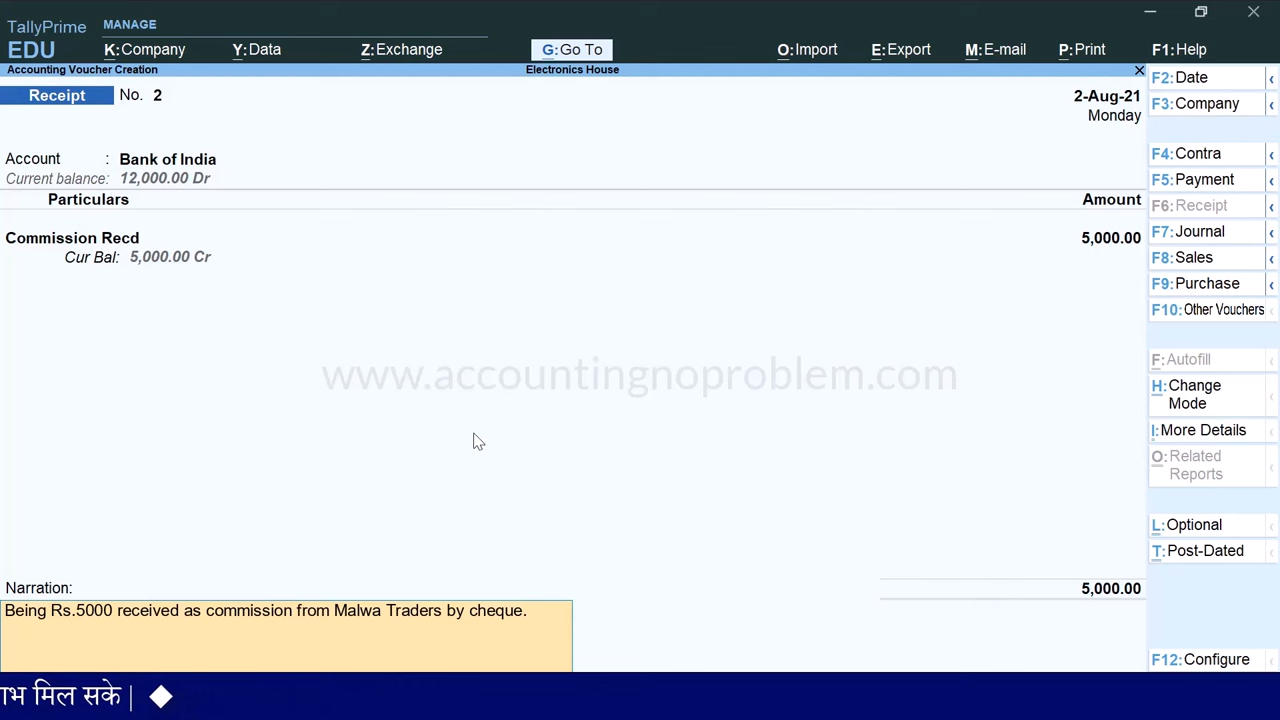 TallyPrime
EDU
MANAGE
K:Company Y:Data Z:Exchange G:Go To O:Import E:Export M:E-mail P:Print F1:Help
Accounting Voucher Creation Electronics House
Receipt No. 2 2-Aug-21
Monday
Account : Bank of India
Current balance: 12,000.00 Dr
Particulars Amount
Commission Recd 5,000.00
Cur Bal: 5,000.00 Cr
www.accountingnoproblem.com
Narration: 5,000.00
Being Rs.5000 received as commission from Malwa Traders by cheque.
F2:Date
F3:Company
F4:Contra
F5:Payment
F6:Receipt
F7:Journal
F8:Sales
F9:Purchase
F10:Other Vouchers
F:Autofill
H:Change
Mode
I:More Details
O:Related
Reports
L:Optional
T:Post-Dated
F12:Configure
ाभ मिल सके |